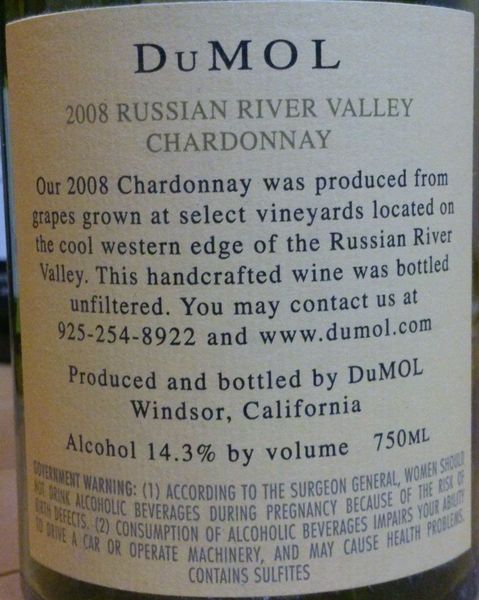 DuMOL
2008 RUSSIAN RIVER VALLEY
CHARDONNAY
Our 2008 Chardonnay was produced from
grapes grown at select vineyards located on
the cool western edge of the Russian River
Valley. This handcrafted wine was bottled
unfiltered. You may contact us at
925-254-8922 and www.dumol.com
Produced and bottled by DuMOL
Windsor, California
Alcohol 14.3% by volume 750ML
GOVERNMENT WARNING: (1) ACCORDING TO THE SURGEON GENERAL, WOMEN SHOULD
NOT DRINK ALCOHOLIC BEVERAGES DURING PREGNANCY BECAUSE OF THE RISK OF
BIRTH DEFECTS. (2) CONSUMPTION OF ALCOHOLIC BEVERAGES IMPAIRS YOUR ABILITY
TO DRIVE A CAR OR OPERATE MACHINERY, AND MAY CAUSE HEALTH PROBLEMS.
CONTAINS SULFITES